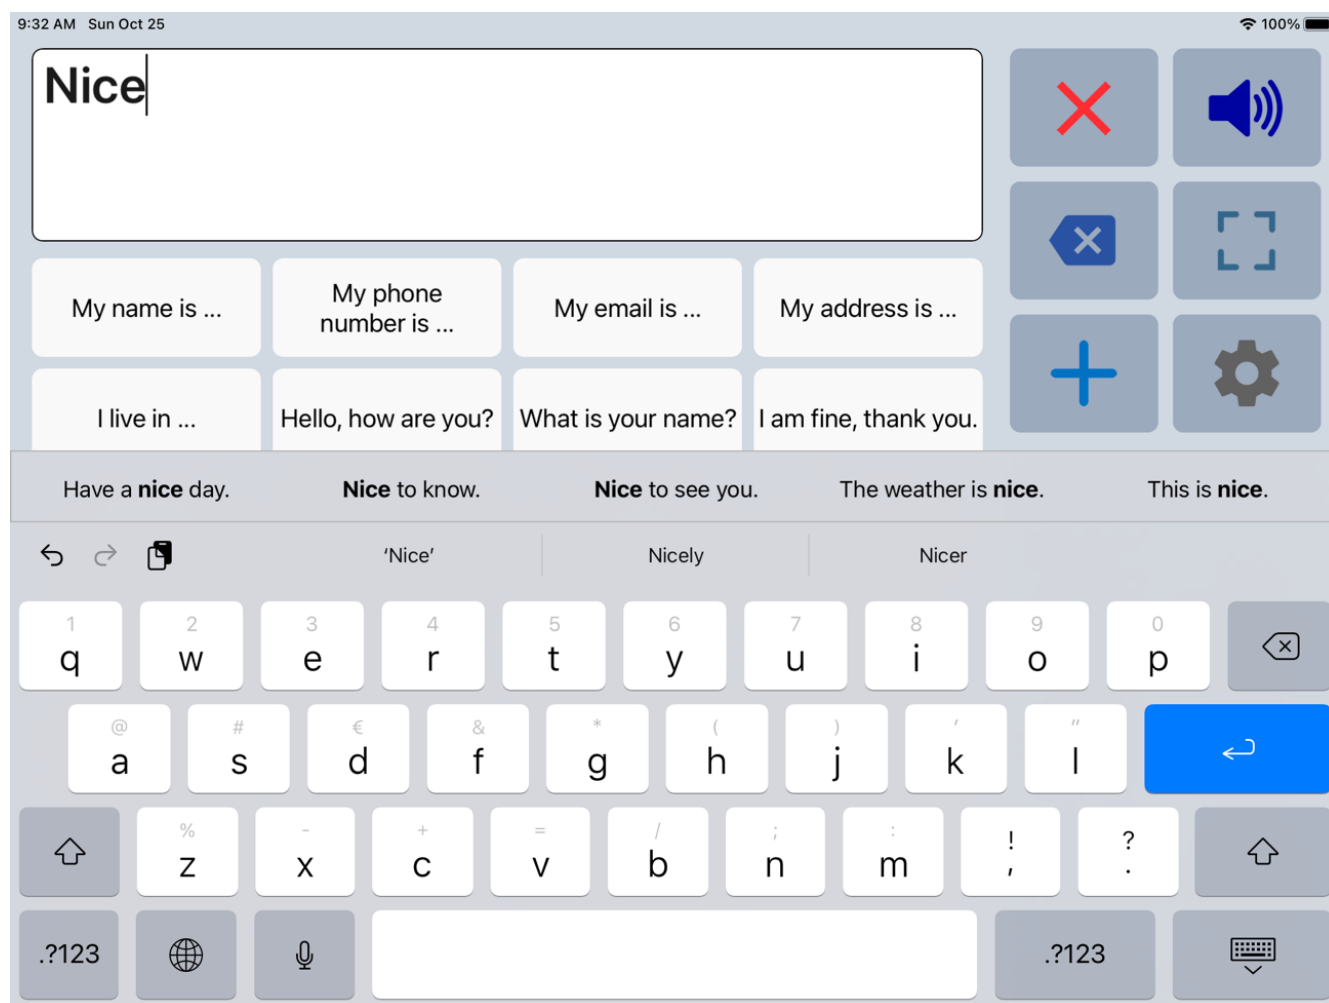 9:32 AM Sun Oct 25 100%
Nice
My name is ...
My phone
number is ...
My email is ...
My address is ...
I live in ...
Hello, how are you?
What is your name?
I am fine, thank you.
Have a nice day.
Nice to know.
Nice to see you.
The weather is nice.
This is nice.
‘Nice’
Nicely
Nicer
1 2 3 4 5 6 7 8 9 0
q w e r t y u i o p
@ # € & * ( ) ' "
a s d f g h j k l
% - + = / ; : ! ?
z x c v b n m , .
.?123 .?123